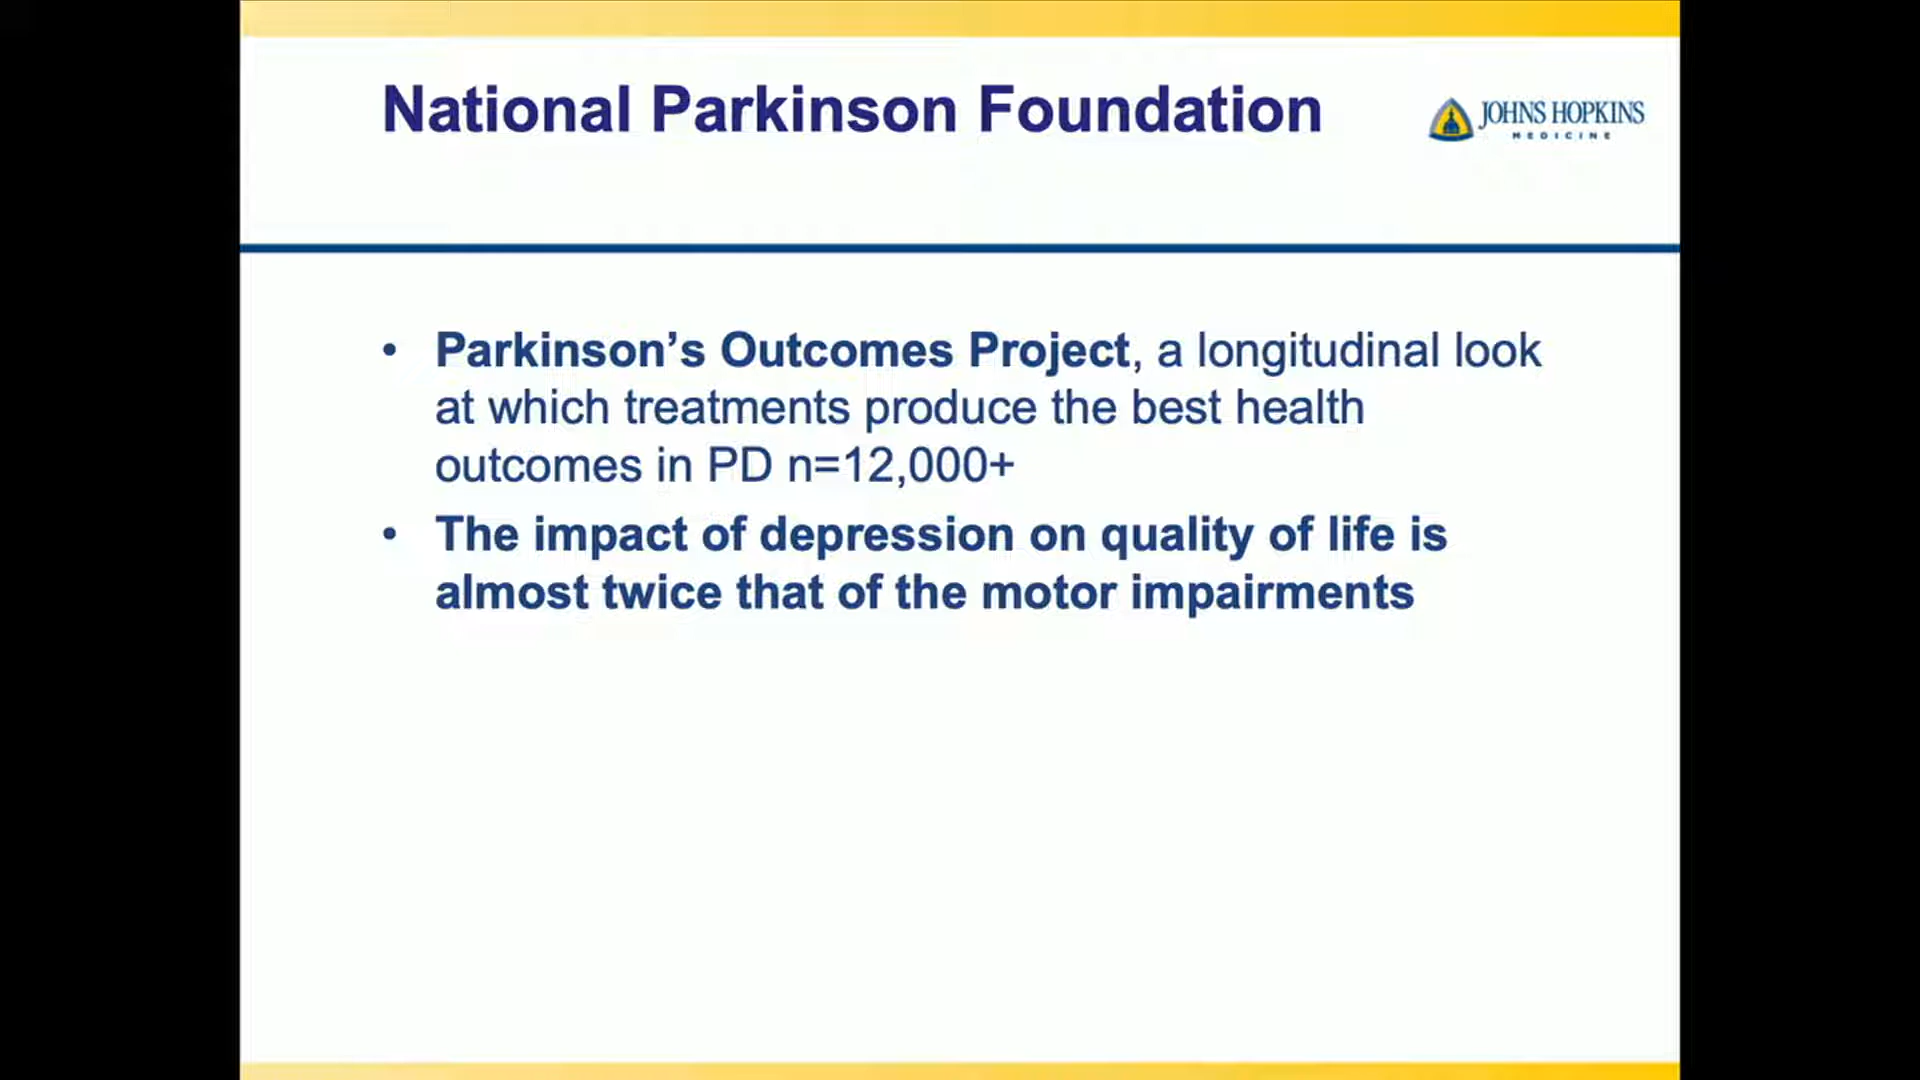 National Parkinson Foundation
JOHNS HOPKINS
MEDICINE
• Parkinson’s Outcomes Project, a longitudinal look
at which treatments produce the best health
outcomes in PD n=12,000+
• The impact of depression on quality of life is
almost twice that of the motor impairments